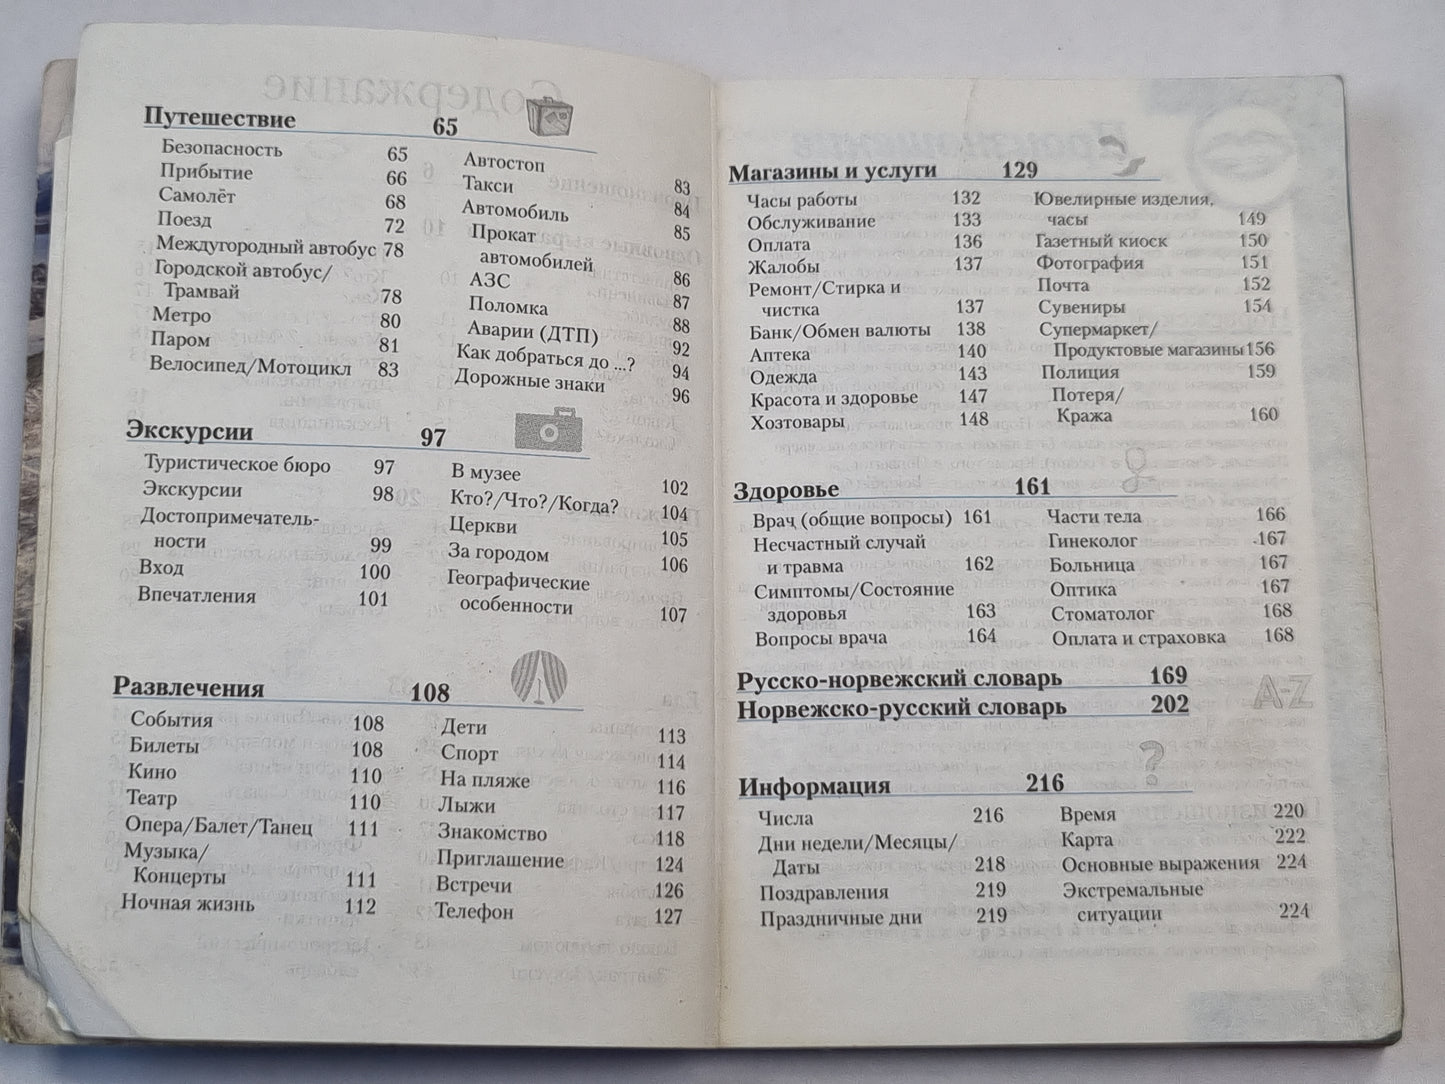 Содержание
Путешествие 65
Безопасность 65
Прибытие 66
Самолёт 68
Поезд 72
Междугородный автобус 78
Городской автобус/
Трамвай 78
Метро 80
Паром 81
Велосипед/Мотоцикл 83
Автостоп 83
Такси 84
Автомобиль 85
Прокат
автомобилей 86
АЗС 87
Поломка 88
Аварии (ДТП) 92
Как добраться до ...? 94
Дорожные знаки 96
Экскурсии 97
Туристическое бюро 97
Экскурсии 98
Достопримечатель-
ности 99
Вход 100
Впечатления 101
В музее 102
Кто?/Что?/Когда? 104
Церкви 105
За городом 106
Географические
особенности 107
Развлечения 108
События 108
Билеты 108
Кино 110
Театр 110
Опера/Балет/Танец 111
Музыка/
Концерты 111
Ночная жизнь 112
Дети 113
Спорт 114
На пляже 116
Лыжи 117
Знакомство 118
Приглашение 124
Встречи 126
Телефон 127
Магазины и услуги 129
Часы работы 132
Обслуживание 133
Оплата 136
Жалобы 137
Ремонт/Стирка и
чистка 137
Банк/Обмен валюты 138
Аптека 140
Одежда 143
Красота и здоровье 147
Хозтовары 148
Ювелирные изделия,
часы 149
Газетный киоск 150
Фотография 151
Почта 152
Сувениры 154
Супермаркет/
Продуктовые магазины 156
Полиция 159
Потеря/
Кража 160
Здоровье 161
Врач (общие вопросы) 161
Несчастный случай
и травма 162
Симптомы/Состояние
здоровья 163
Вопросы врача 164
Части тела 166
Гинеколог 167
Больница 167
Оптика 167
Стоматолог 168
Оплата и страховка 168
Русско-норвежский словарь 169
Норвежско-русский словарь 202
A-Z
Информация 216
Числа 216
Дни недели/Месяцы/
Даты 218
Поздравления 219
Праздничные дни 219
Время 220
Карта 222
Основные выражения 224
Экстремальные
ситуации 224